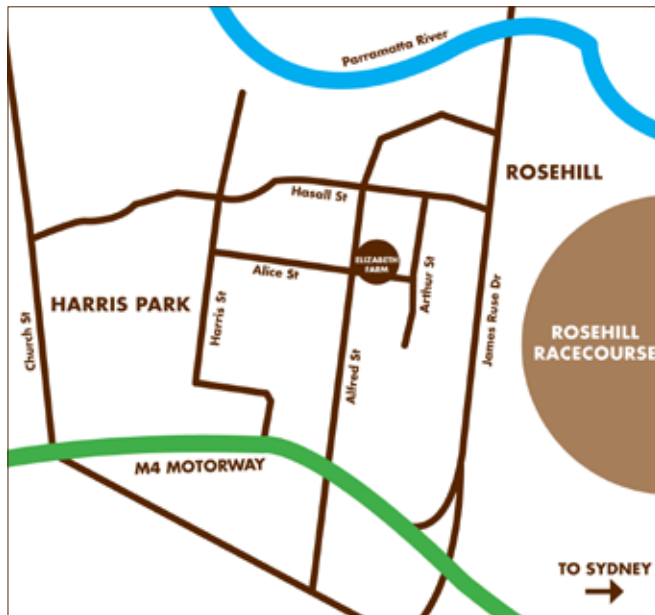 Parramatta River
ROSEHILL
Hasall St
ELIZABETH
FARM
Alice St
Arthur St
HARRIS PARK
Harris St
Church St
James Ruse Dr
ROSEHILL
RACECOURSE
Alfred St
M4 MOTORWAY
TO SYDNEY